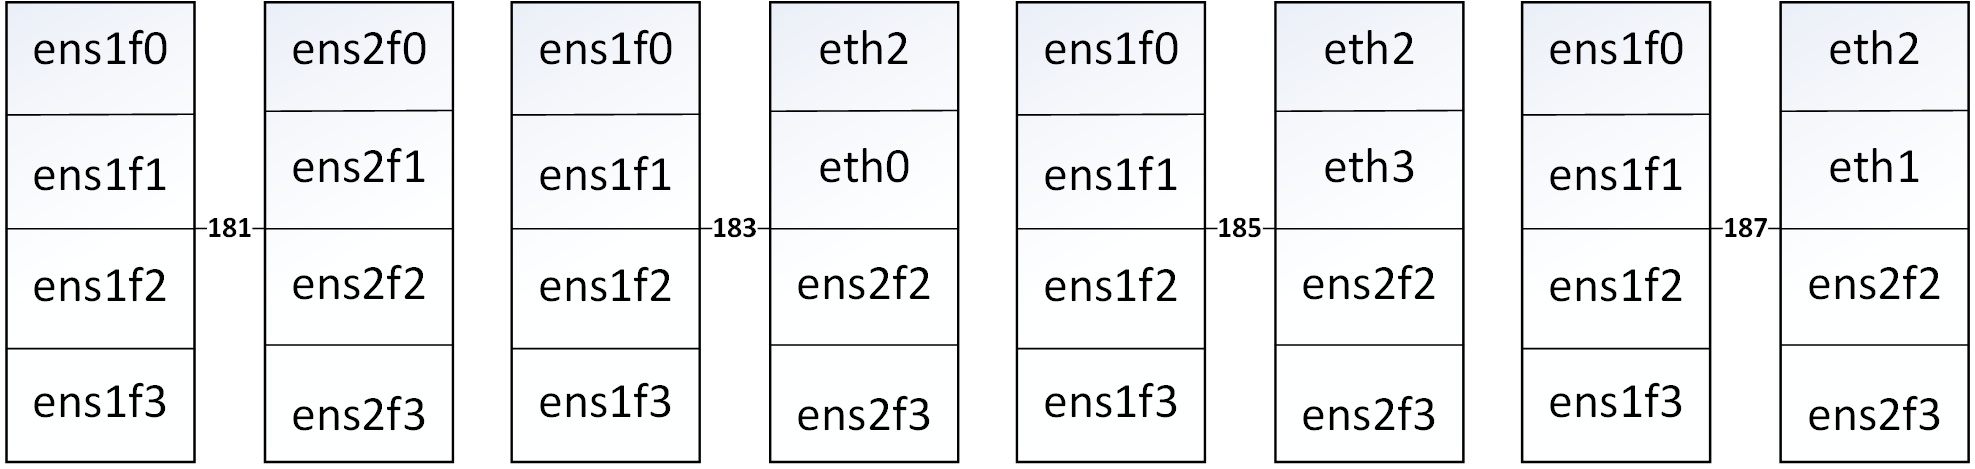 ens1f0 ens2f0 ens1f0 eth2 ens1f0 eth2 ens1f0 eth2
ens1f1 ens2f1 ens1f1 eth0 ens1f1 eth3 ens1f1 eth1
181 183 185 187
ens1f2 ens2f2 ens1f2 ens2f2 ens1f2 ens2f2 ens1f2 ens2f2
ens1f3 ens2f3 ens1f3 ens2f3 ens1f3 ens2f3 ens1f3 ens2f3